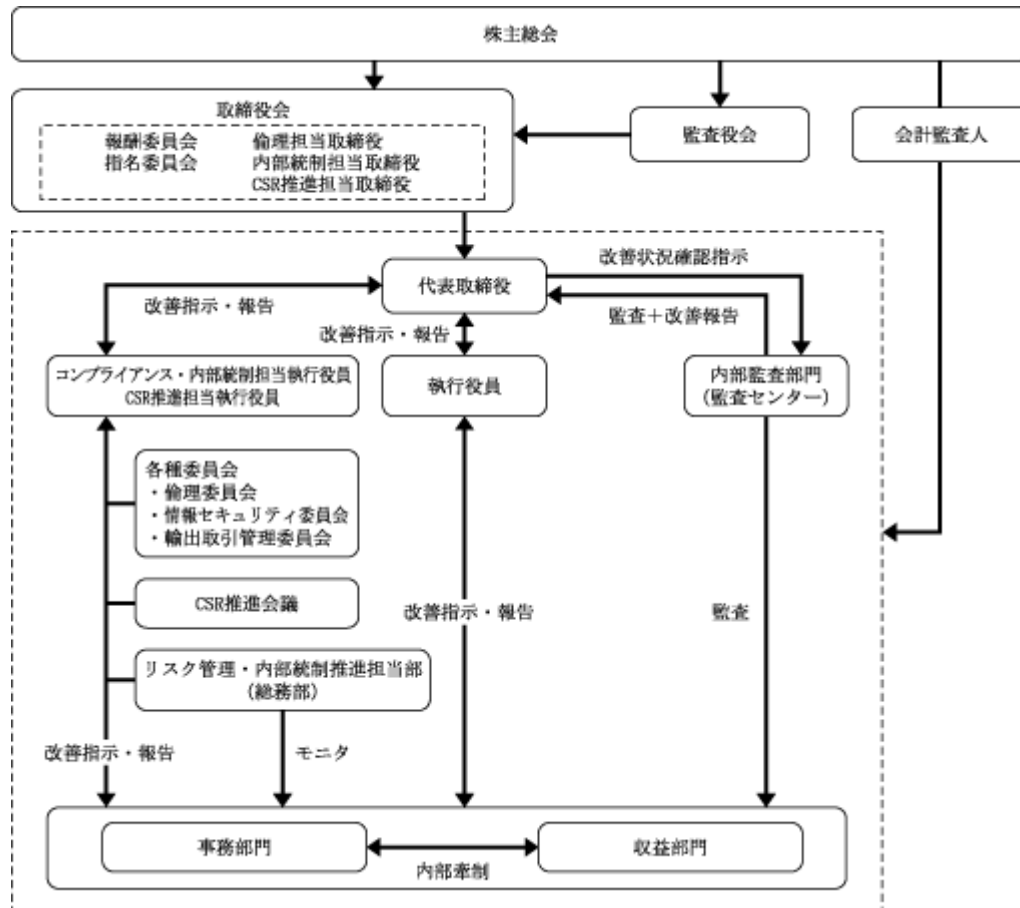 株主総会
取締役会
報酬委員会
指名委員会
倫理担当取締役
内部統制担当取締役
CSR推進担当取締役
監査役会
会計監査人
代表取締役
改善状況確認指示
監査＋改善報告
改善指示・報告
改善指示・報告
コンプライアンス・内部統制担当執行役員
CSR推進担当執行役員
執行役員
内部監査部門
(監査センター)
各種委員会
・倫理委員会
・情報セキュリティ委員会
・輸出取引管理委員会
CSR推進会議
リスク管理・内部統制推進担当部
(総務部)
改善指示・報告
モニタ
改善指示・報告
監査
事務部門
収益部門
内部牽制